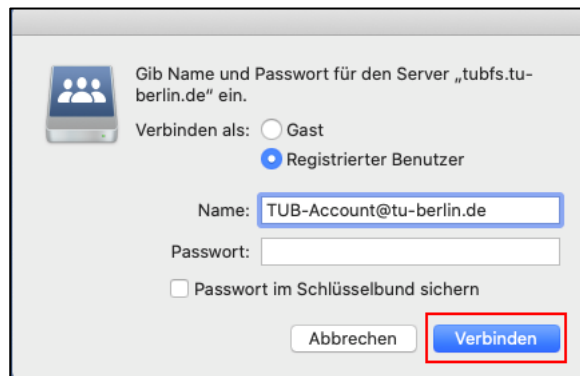 Gib Name und Passwort für den Server „tubfs.tu-
berlin.de“ ein.
Verbinden als: Gast
Registrierter Benutzer
Name: TUB-Account@tu-berlin.de
Passwort:
Passwort im Schlüsselbund sichern
Abbrechen Verbinden